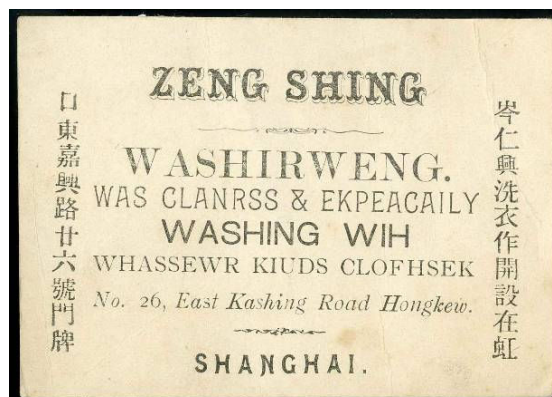 ZENG SHING
WASHIRWENG.
WAS CLANRSS & EKPEACAILY
WASHING WIH
WHASSEWR KIUDS CLOFHSEK
No. 26, East Kashing Road Hongkew.
SHANGHAI.
岑仁興洗衣作開設在虹
口東嘉興路廿六號門牌